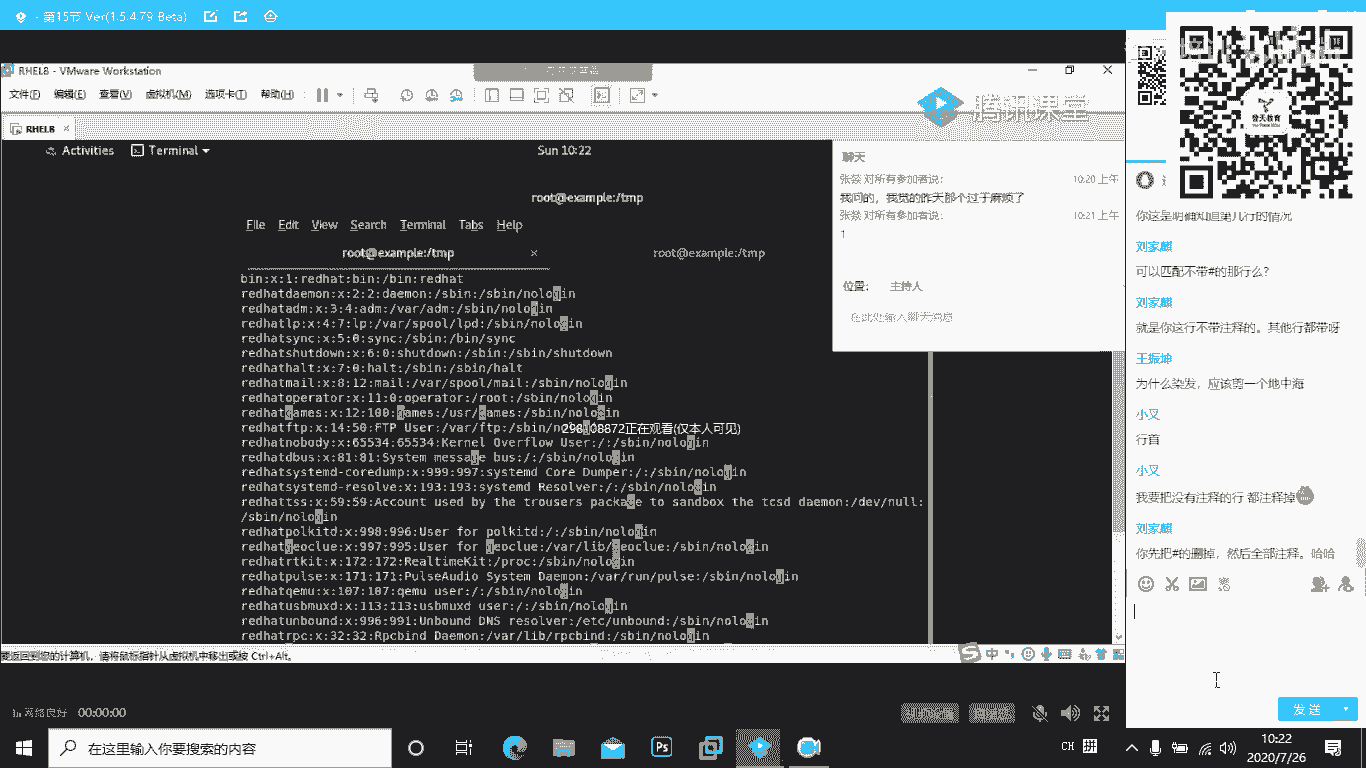 - 第15节 Ver(1.5.4.79 Beta)
RHEL8 - VMware Workstation
文件(F) 编辑(E) 查看(V) 虚拟机(M) 选项卡(T) 帮助(H)
腾讯课堂
RHEL8 ×
Activities Terminal
Sun 10:22
root@example:/tmp
File Edit View Search Terminal Tabs Help
root@example:/tmp ×
root@example:/tmp
bin:x:1:redhat:bin:/bin:redhat
redhatdaemon:x:2:2:daemon:/sbin:/sbin/nologin
redhatadm:x:3:4:adm:/var/adm:/sbin/nologin
redhatlp:x:4:7:lp:/var/spool/lpd:/sbin/nologin
redhatsync:x:5:0:sync:/sbin:/bin/sync
redhatshutdown:x:6:0:shutdown:/sbin:/sbin/shutdown
redhathalt:x:7:0:halt:/sbin:/sbin/halt
redhatmail:x:8:12:mail:/var/spool/mail:/sbin/nologin
redhatoperator:x:11:0:operator:/root:/sbin/nologin
redhatgames:x:12:100:games:/usr/games:/sbin/nologin
redhatftp:x:14:50:FTP User:/var/ftp:/sbin/nologin
正在观看(仅本人可见)
redhatnobody:x:65534:65534:Kernel Overflow User:/:/sbin/nologin
redhatdbus:x:81:81:System message bus:/:/sbin/nologin
redhatsystemd-coredump:x:999:997:systemd Core Dumper:/:/sbin/nologin
redhatsystemd-resolve:x:193:193:systemd Resolver:/:/sbin/nologin
redhattss:x:59:59:Account used by the trousers package to sandbox the tcsd daemon:/dev/null:
/sbin/nologin
redhatpolkitd:x:998:996:User for polkitd:/:/sbin/nologin
redhatgeoclue:x:997:995:User for geoclue:/var/lib/geoclue:/sbin/nologin
redhatrtkit:x:172:172:RealtimeKit:/proc:/sbin/nologin
redhatpulse:x:171:171:PulseAudio System Daemon:/var/run/pulse:/sbin/nologin
redhatqemu:x:107:107:qemu user:/:/sbin/nologin
redhatusbmuxd:x:113:113:usbmuxd user:/:/sbin/nologin
redhatunbound:x:996:991:Unbound DNS resolver:/etc/unbound:/sbin/nologin
redhatrpc:x:32:32:Rpcbind Daemon:/var/lib/rpcbind:/sbin/nologin
聊天
张燚 对所有参加者说: 10:20 上午
我问的，我觉的昨天那个过于麻烦了
张燚 对所有参加者说: 10:21 上午
1
位置: 主持人
在此处输入聊天消息
誉天教育
你这是明确知道第几行的情况
刘家麒
可以匹配不带#的那行么?
刘家麒
就是你这行不带注释的。其他行都带呀
王振坤
为什么染发，应该剪一个地中海
小叉
行首
小叉
我要把没有注释的行 都注释掉
刘家麒
你先把#的删掉，然后全部注释。哈哈
发送
要返回到您的计算机，请将鼠标指针从虚拟机中移出或按 Ctrl+Alt。
中
网络良好 00:00:00
在这里输入你要搜索的内容
Ps
CH 拼
10:22
2020/7/26